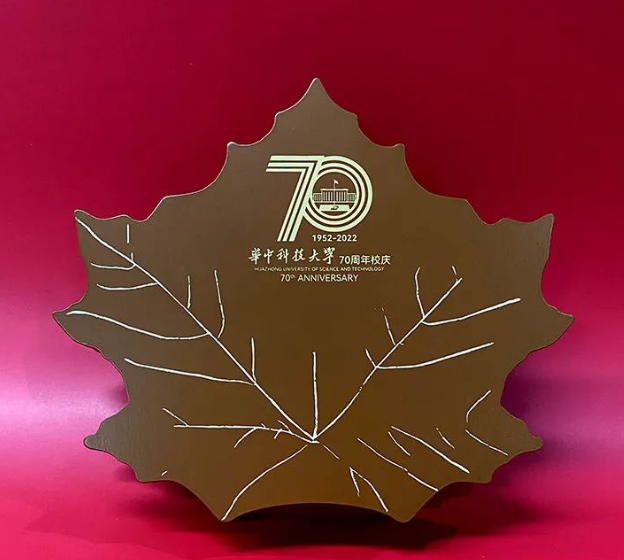 70
1952-2022
華中科技大学 70周年校庆
HUAZHONG UNIVERSITY OF SCIENCE AND TECHNOLOGY
70th ANNIVERSARY